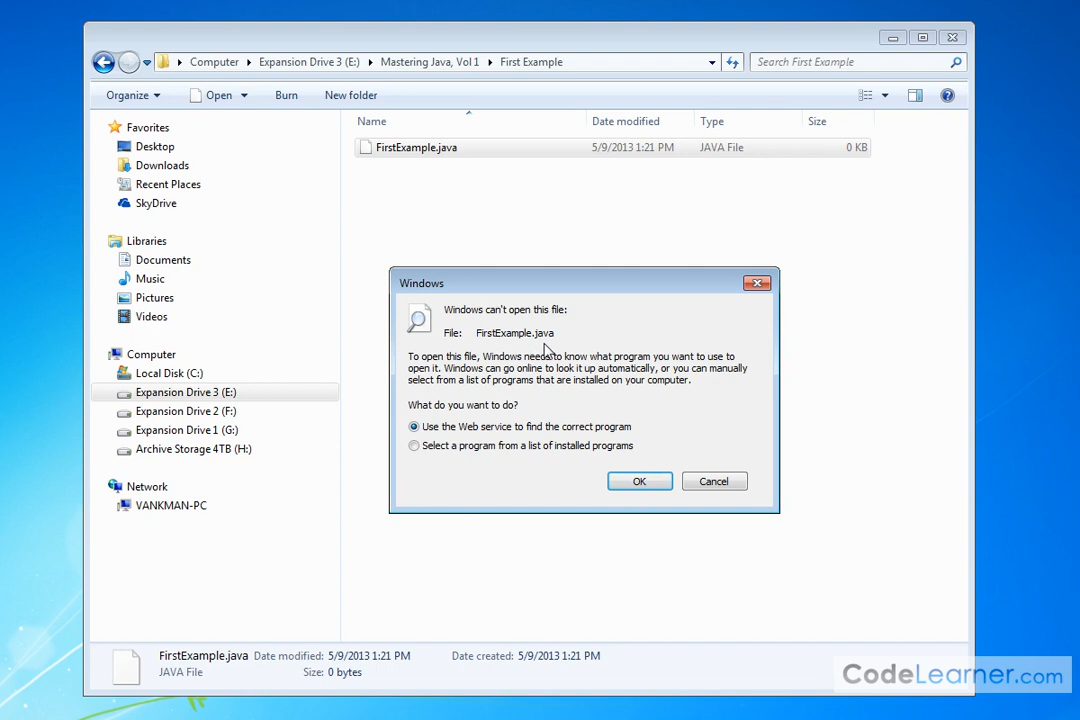 Computer ▸ Expansion Drive 3 (E:) ▸ Mastering Java, Vol 1 ▸ First Example
Search First Example
Organize
Open
Burn
New folder
Name
Date modified
Type
Size
FirstExample.java
5/9/2013 1:21 PM
JAVA File
0 KB
Favorites
Desktop
Downloads
Recent Places
SkyDrive
Libraries
Documents
Music
Pictures
Videos
Computer
Local Disk (C:)
Expansion Drive 3 (E:)
Expansion Drive 2 (F:)
Expansion Drive 1 (G:)
Archive Storage 4TB (H:)
Network
VANKMAN-PC
Windows
Windows can't open this file:
File: FirstExample.java
To open this file, Windows needs to know what program you want to use to
open it. Windows can go online to look it up automatically, or you can manually
select from a list of programs that are installed on your computer.
What do you want to do?
Use the Web service to find the correct program
Select a program from a list of installed programs
OK
Cancel
FirstExample.java Date modified: 5/9/2013 1:21 PM Date created: 5/9/2013 1:21 PM
JAVA File Size: 0 bytes
CodeLearner.com